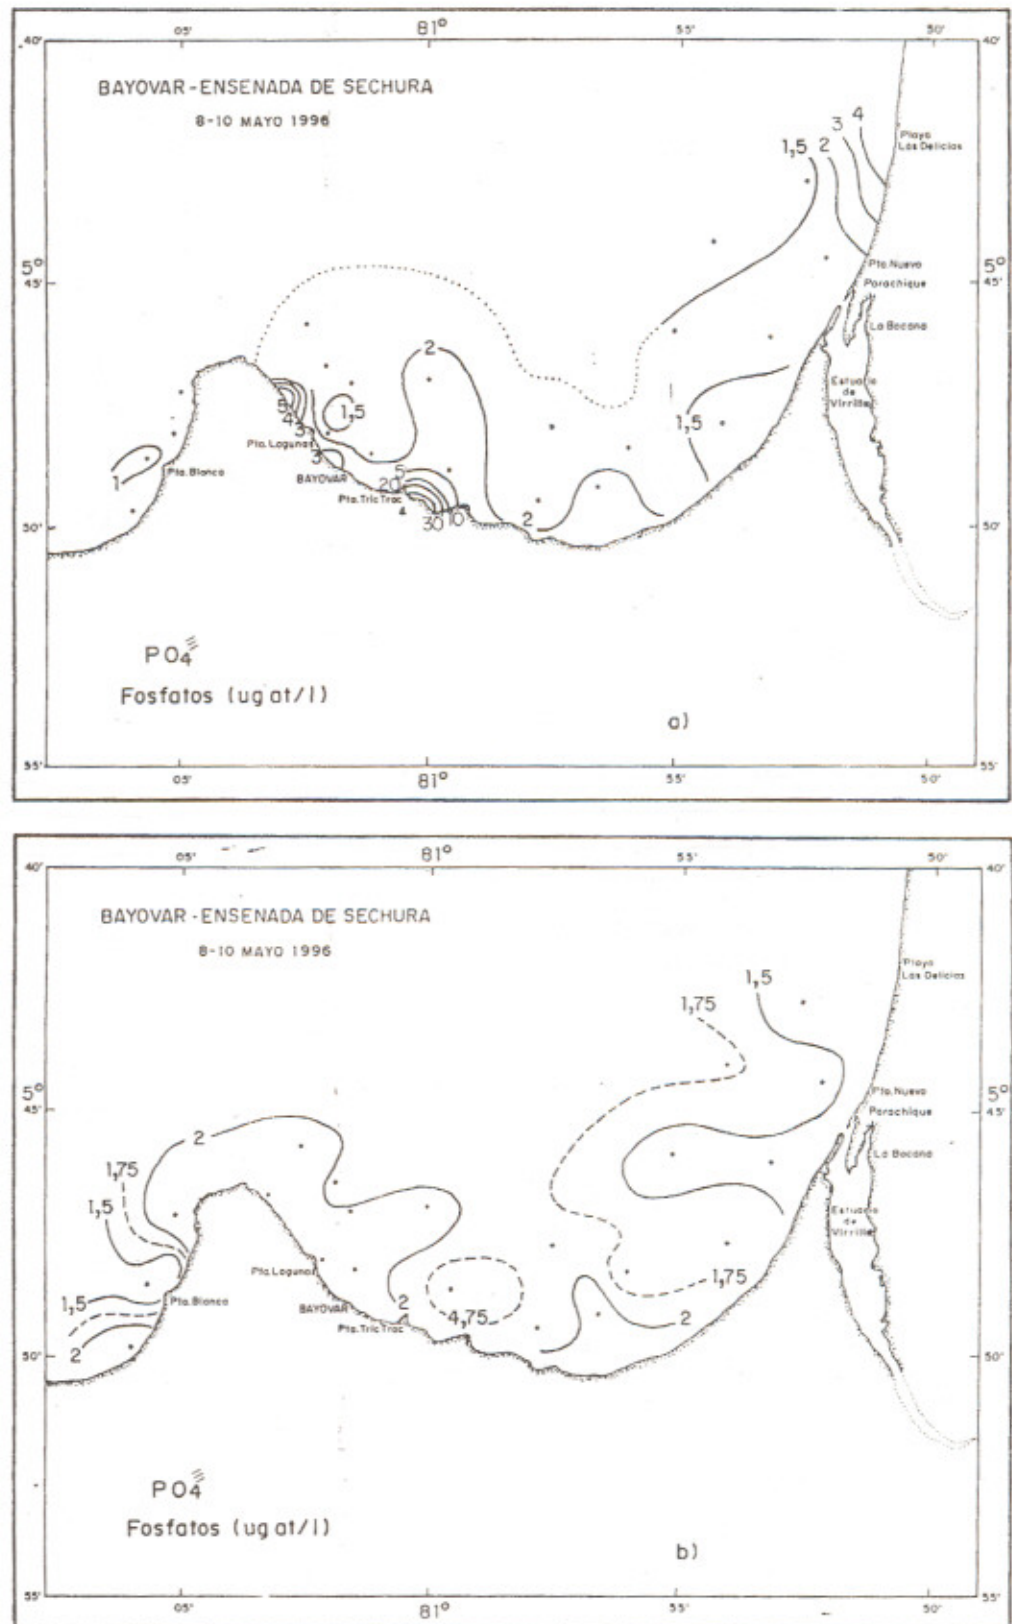 05'
81°
55'
50'
40'
40'
BAYOVAR-ENSENADA DE SECHURA
8-10 MAYO 1996
4
3
1,5
2
Playa
Las Delicias
5°
5°
Pta. Nuevo
45'
45'
Parachique
La Bocana
2
Estuario
de
Virrilla
5
4
3
1,5
1,5
Pta. Lagunas
3
1
Pta. Blanca
BAYOVAR
5
20
Pta. Tric Trac
30
10
2
50'
50'
PO4≡
Fosfatos (ug at/l)
a)
55'
55'
05'
81°
55'
50'
05'
81°
55'
50'
40'
40'
BAYOVAR-ENSENADA DE SECHURA
8-10 MAYO 1996
Playa
Las Delicias
1,5
1,75
5°
5°
Pta. Nuevo
45'
45'
Parachique
2
La Bocana
1,75
1,5
Estuario
de
Virrilla
Pta. Lagunas
1,75
1,5
Pta. Blanca
BAYOVAR
2
4,75
2
Pta. Tric Trac
2
50'
50'
PO4≡
Fosfatos (ug at/l)
b)
55'
55'
05'
81°
55'
50'